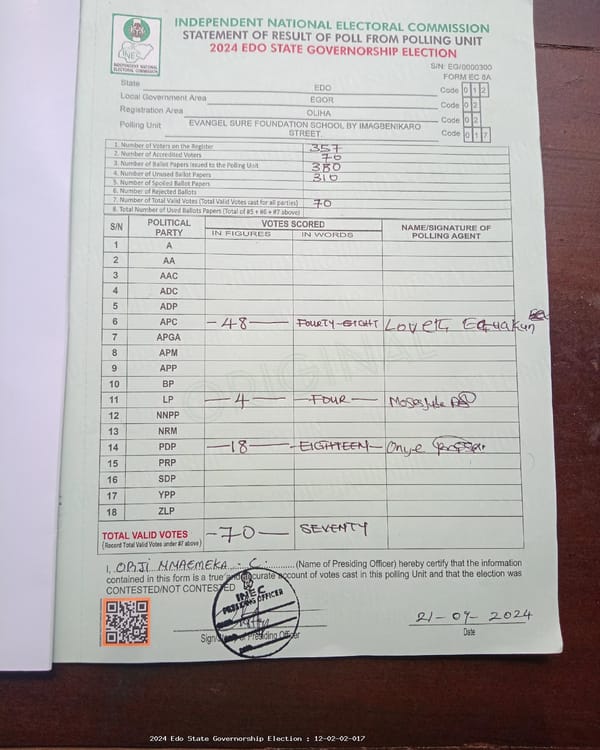 INDEPENDENT NATIONAL ELECTORAL COMMISSION
STATEMENT OF RESULT OF POLL FROM POLLING UNIT
2024 EDO STATE GOVERNORSHIP ELECTION
INEC
INDEPENDENT NATIONAL ELECTORAL COMMISSION
S/N: EG/0000300
FORM EC 8A
State EDO Code 0 1 2
Local Government Area EGOR Code 0 2
Registration Area OLIHA Code 0 2
Polling Unit EVANGEL SURE FOUNDATION SCHOOL BY IMAGBENIKARO STREET. Code 0 1 7
1. Number of Voters on the Register 357
2. Number of Accredited Voters 70
3. Number of Ballot Papers Issued to the Polling Unit 380
4. Number of Unused Ballot Papers 310
5. Number of Spoiled Ballot Papers
6. Number of Rejected Ballots
7. Number of Total Valid Votes (Total Valid Votes cast for all parties) 70
8. Total Number of Used Ballots Papers (Total of #5 + #6 + #7 above)
S/N POLITICAL PARTY VOTES SCORED NAME/SIGNATURE OF POLLING AGENT
IN FIGURES IN WORDS
1 A
2 AA
3 AAC
4 ADC
5 ADP
6 APC -48- FOURTY-EIGHT
7 APGA
8 APM
9 APP
10 BP
11 LP -4- -FOUR-
12 NNPP
13 NRM
14 PDP -18- -EIGHTEEN-
15 PRP
16 SDP
17 YPP
18 ZLP
ORIGINAL
TOTAL VALID VOTES -70- SEVENTY
(Record Total Valid Votes under #7 above)
I, ORJI NNAEMEKA . C. (Name of Presiding Officer) hereby certify that the information
contained in this form is a true and accurate account of votes cast in this polling Unit and that the election was
CONTESTED/NOT CONTESTED
INEC
PRESIDING OFFICER
INEC
of Presiding Officer
21-09-2024
Date
2024 Edo State Governorship Election : 12-02-02-017